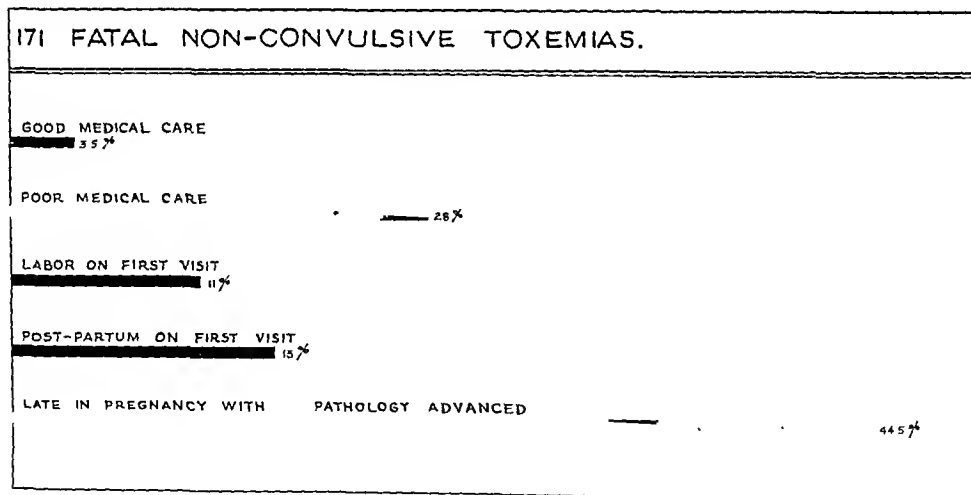 171 FATAL NON-CONVULSIVE TOXEMIAS.
GOOD MEDICAL CARE
3 5%
POOR MEDICAL CARE
28%
LABOR ON FIRST VISIT
11%
POST-PARTUM ON FIRST VISIT
13%
LATE IN PREGNANCY WITH PATHOLOGY ADVANCED
44 5%